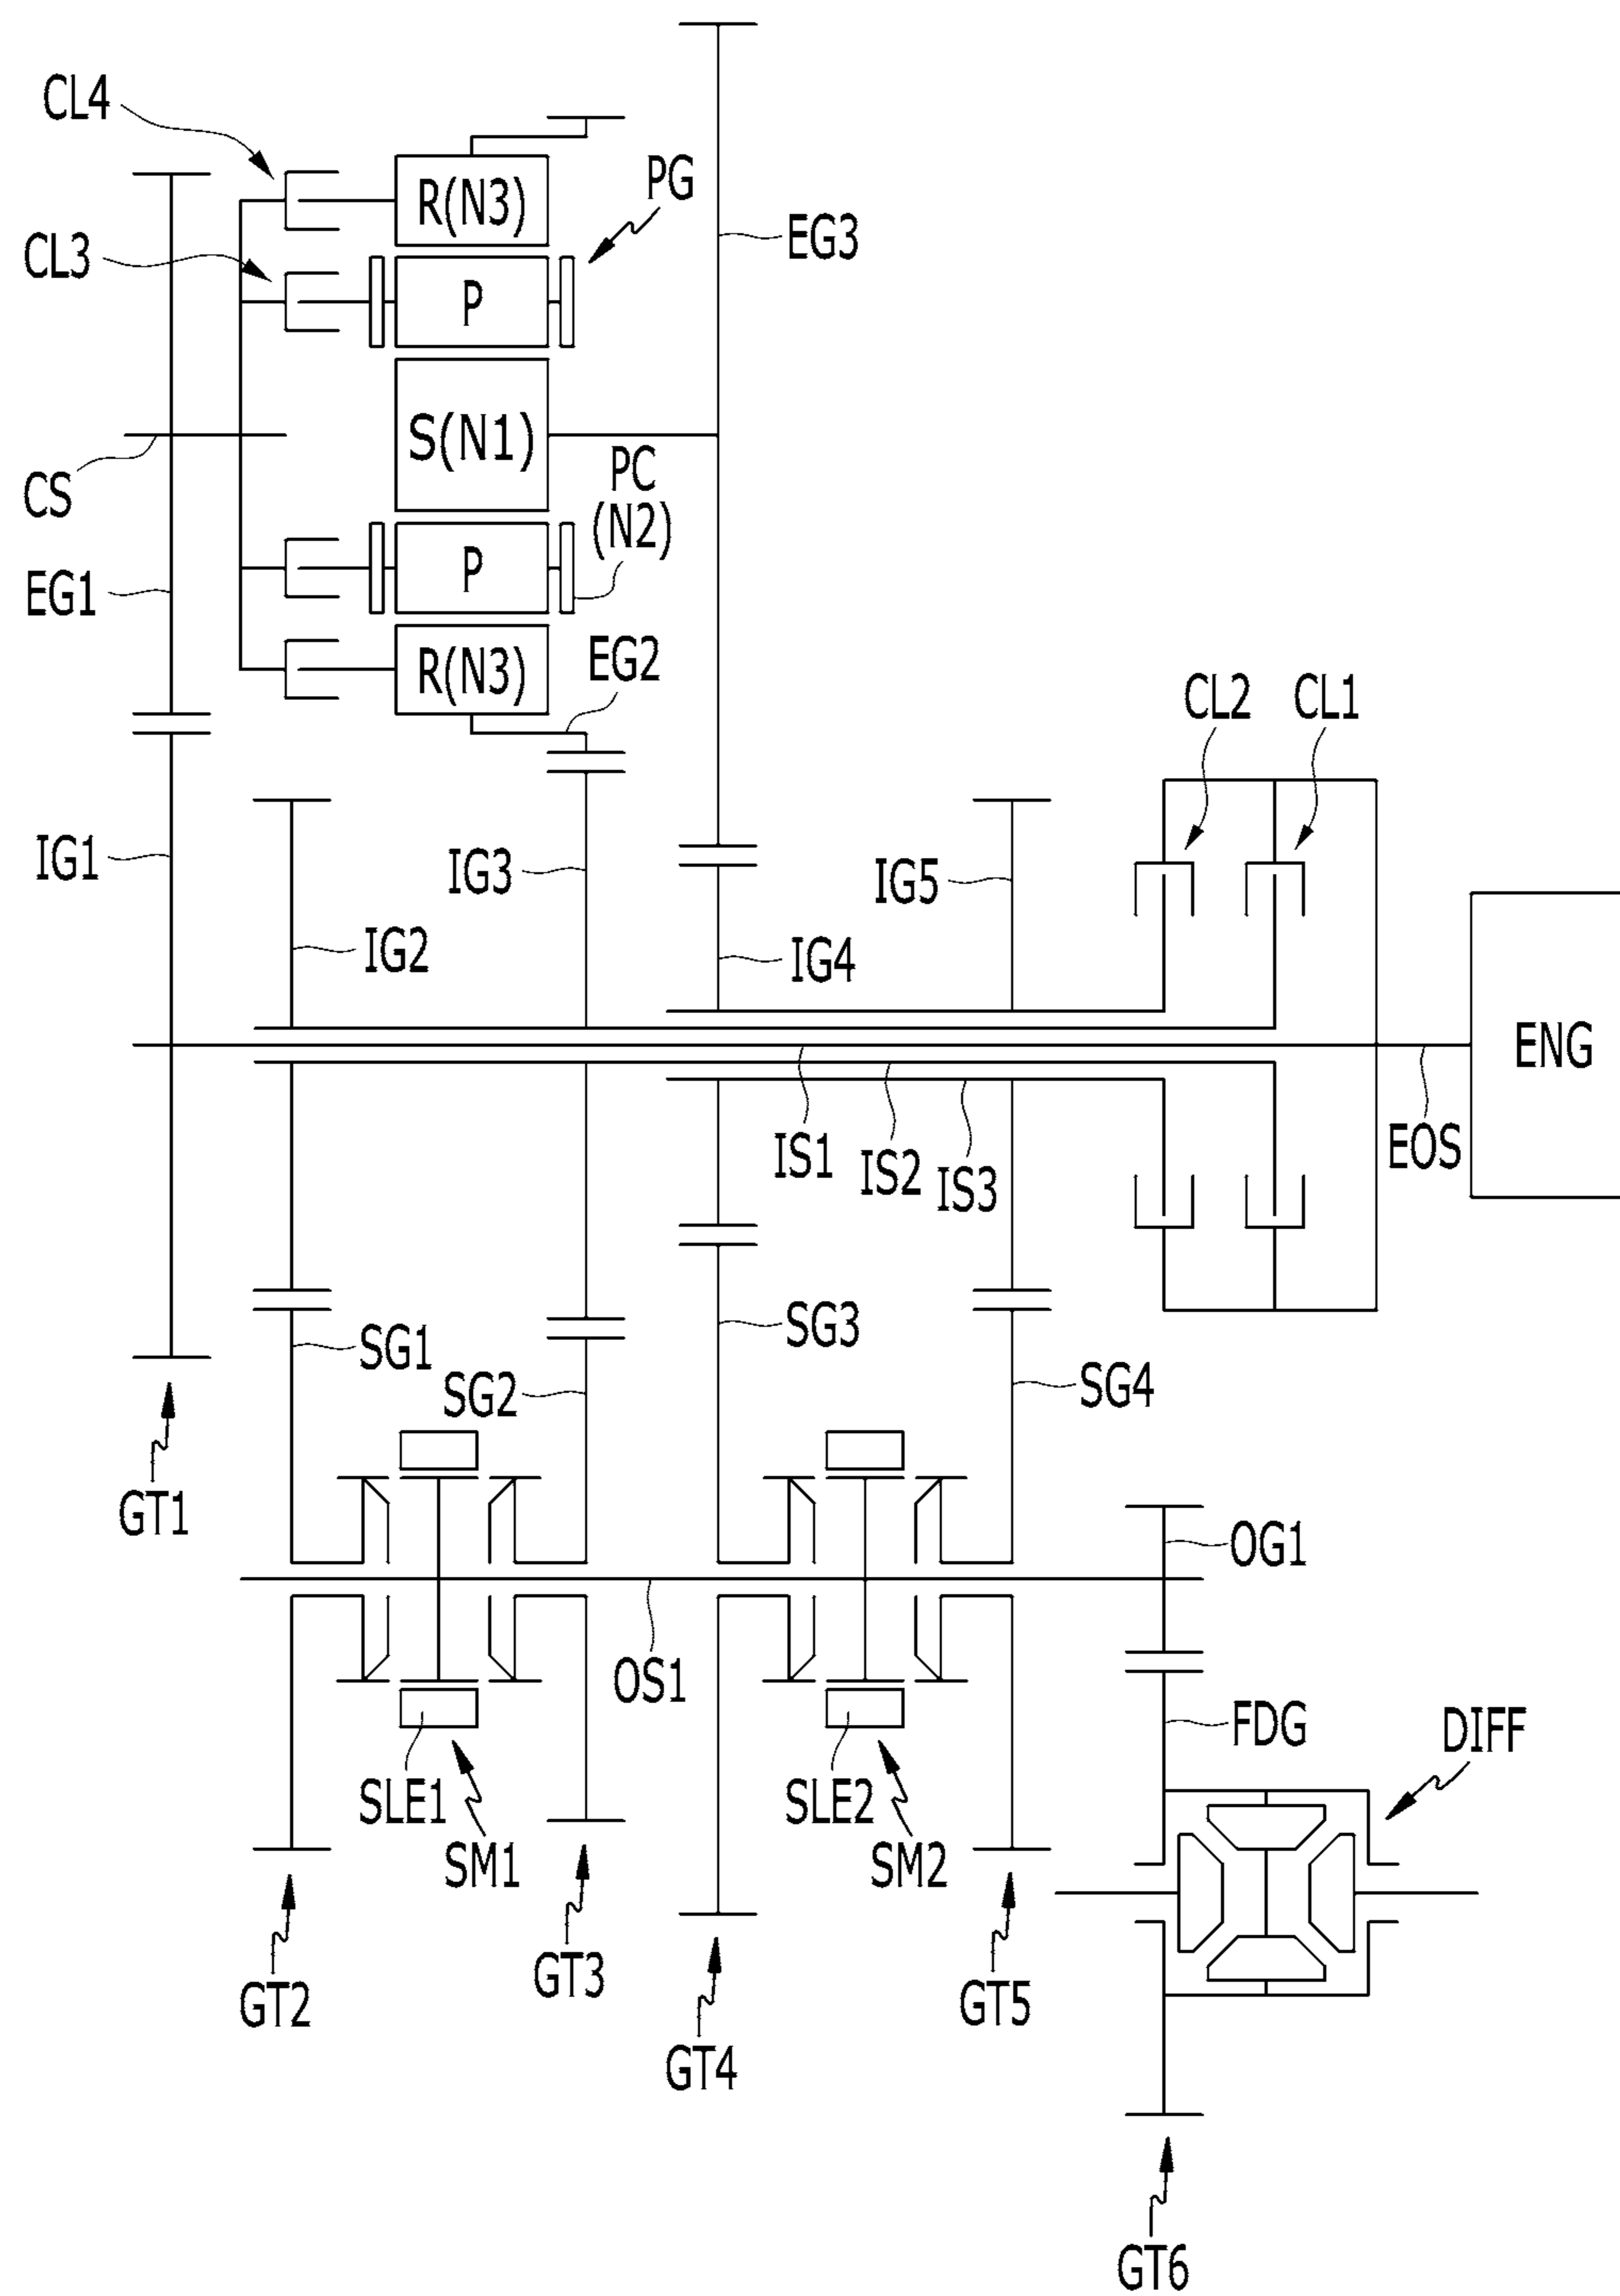 CL4
R(N3)
PG
CL3
EG3
P
S(N1)
PC
(N2)
CS
P
EG1
R(N3)
EG2
CL2
CL1
IG1
IG3
IG5
IG2
IG4
ENG
IS1
IS2
IS3
EOS
SG1
SG3
SG2
SG4
GT1
OG1
OS1
FDG
DIFF
SLE1
SLE2
SM1
SM2
GT2
GT3
GT5
GT4
GT6